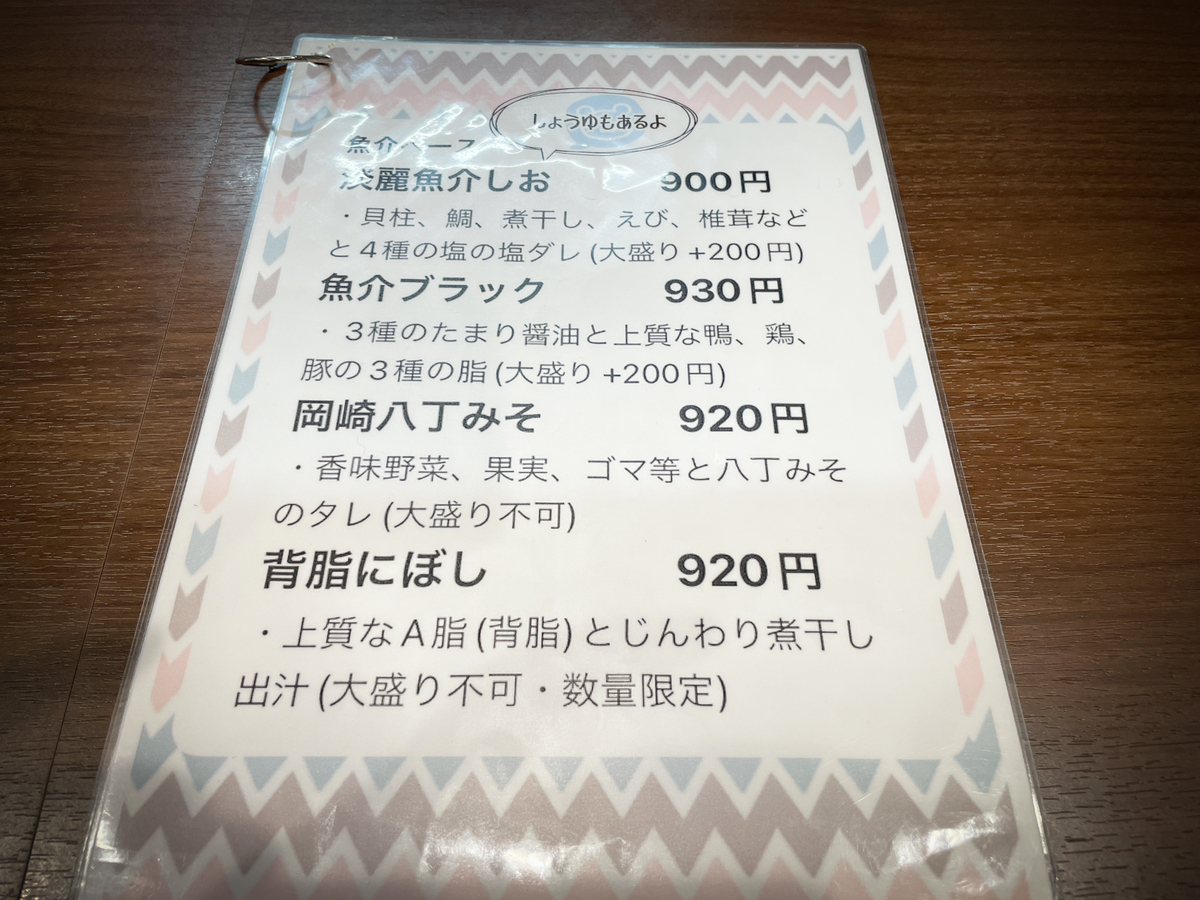 しょうゆもあるよ
魚介ベース
淡麗魚介しお 900円
・貝柱、鯛、煮干し、えび、椎茸など
と4種の塩の塩ダレ(大盛り+200円)
魚介ブラック 930円
・3種のたまり醤油と上質な鴨、鶏、
豚の3種の脂(大盛り+200円)
岡崎八丁みそ 920円
・香味野菜、果実、ゴマ等と八丁みそ
のタレ(大盛り不可)
背脂にぼし 920円
・上質なA脂(背脂)とじんわり煮干し
出汁(大盛り不可・数量限定)